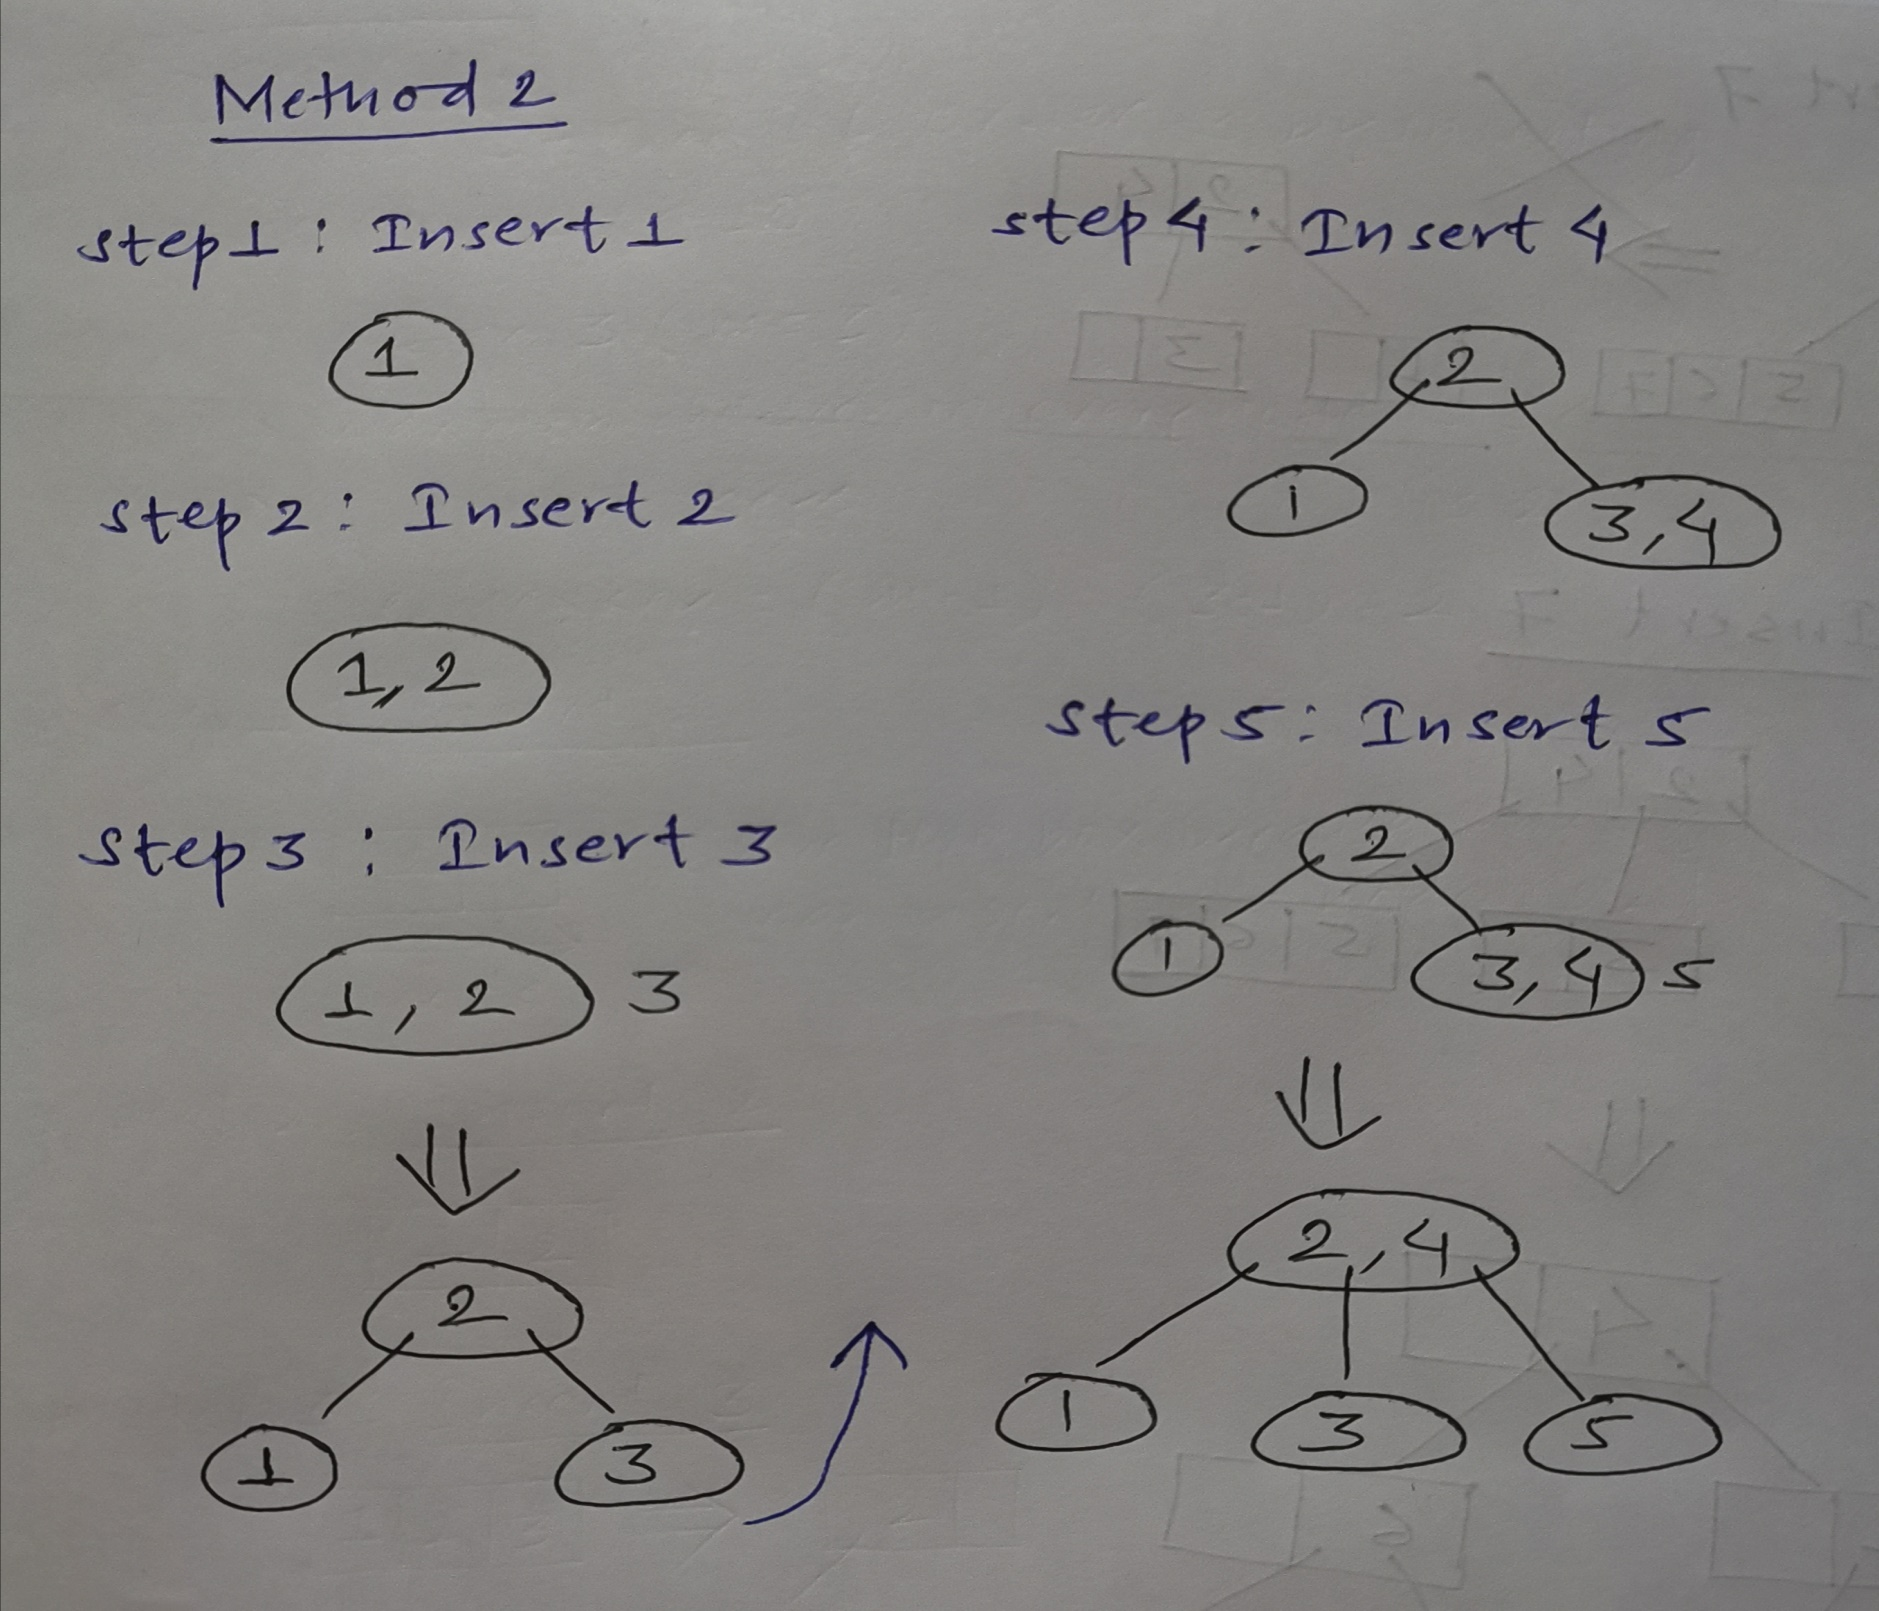 Method 2
step 1 : Insert 1
1
step 2 : Insert 2
1, 2
step 3 : Insert 3
1, 2 3
2
1 3
step 4 : Insert 4
2
1 3, 4
step 5 : Insert 5
2
1 3, 4 5
2, 4
1 3 5